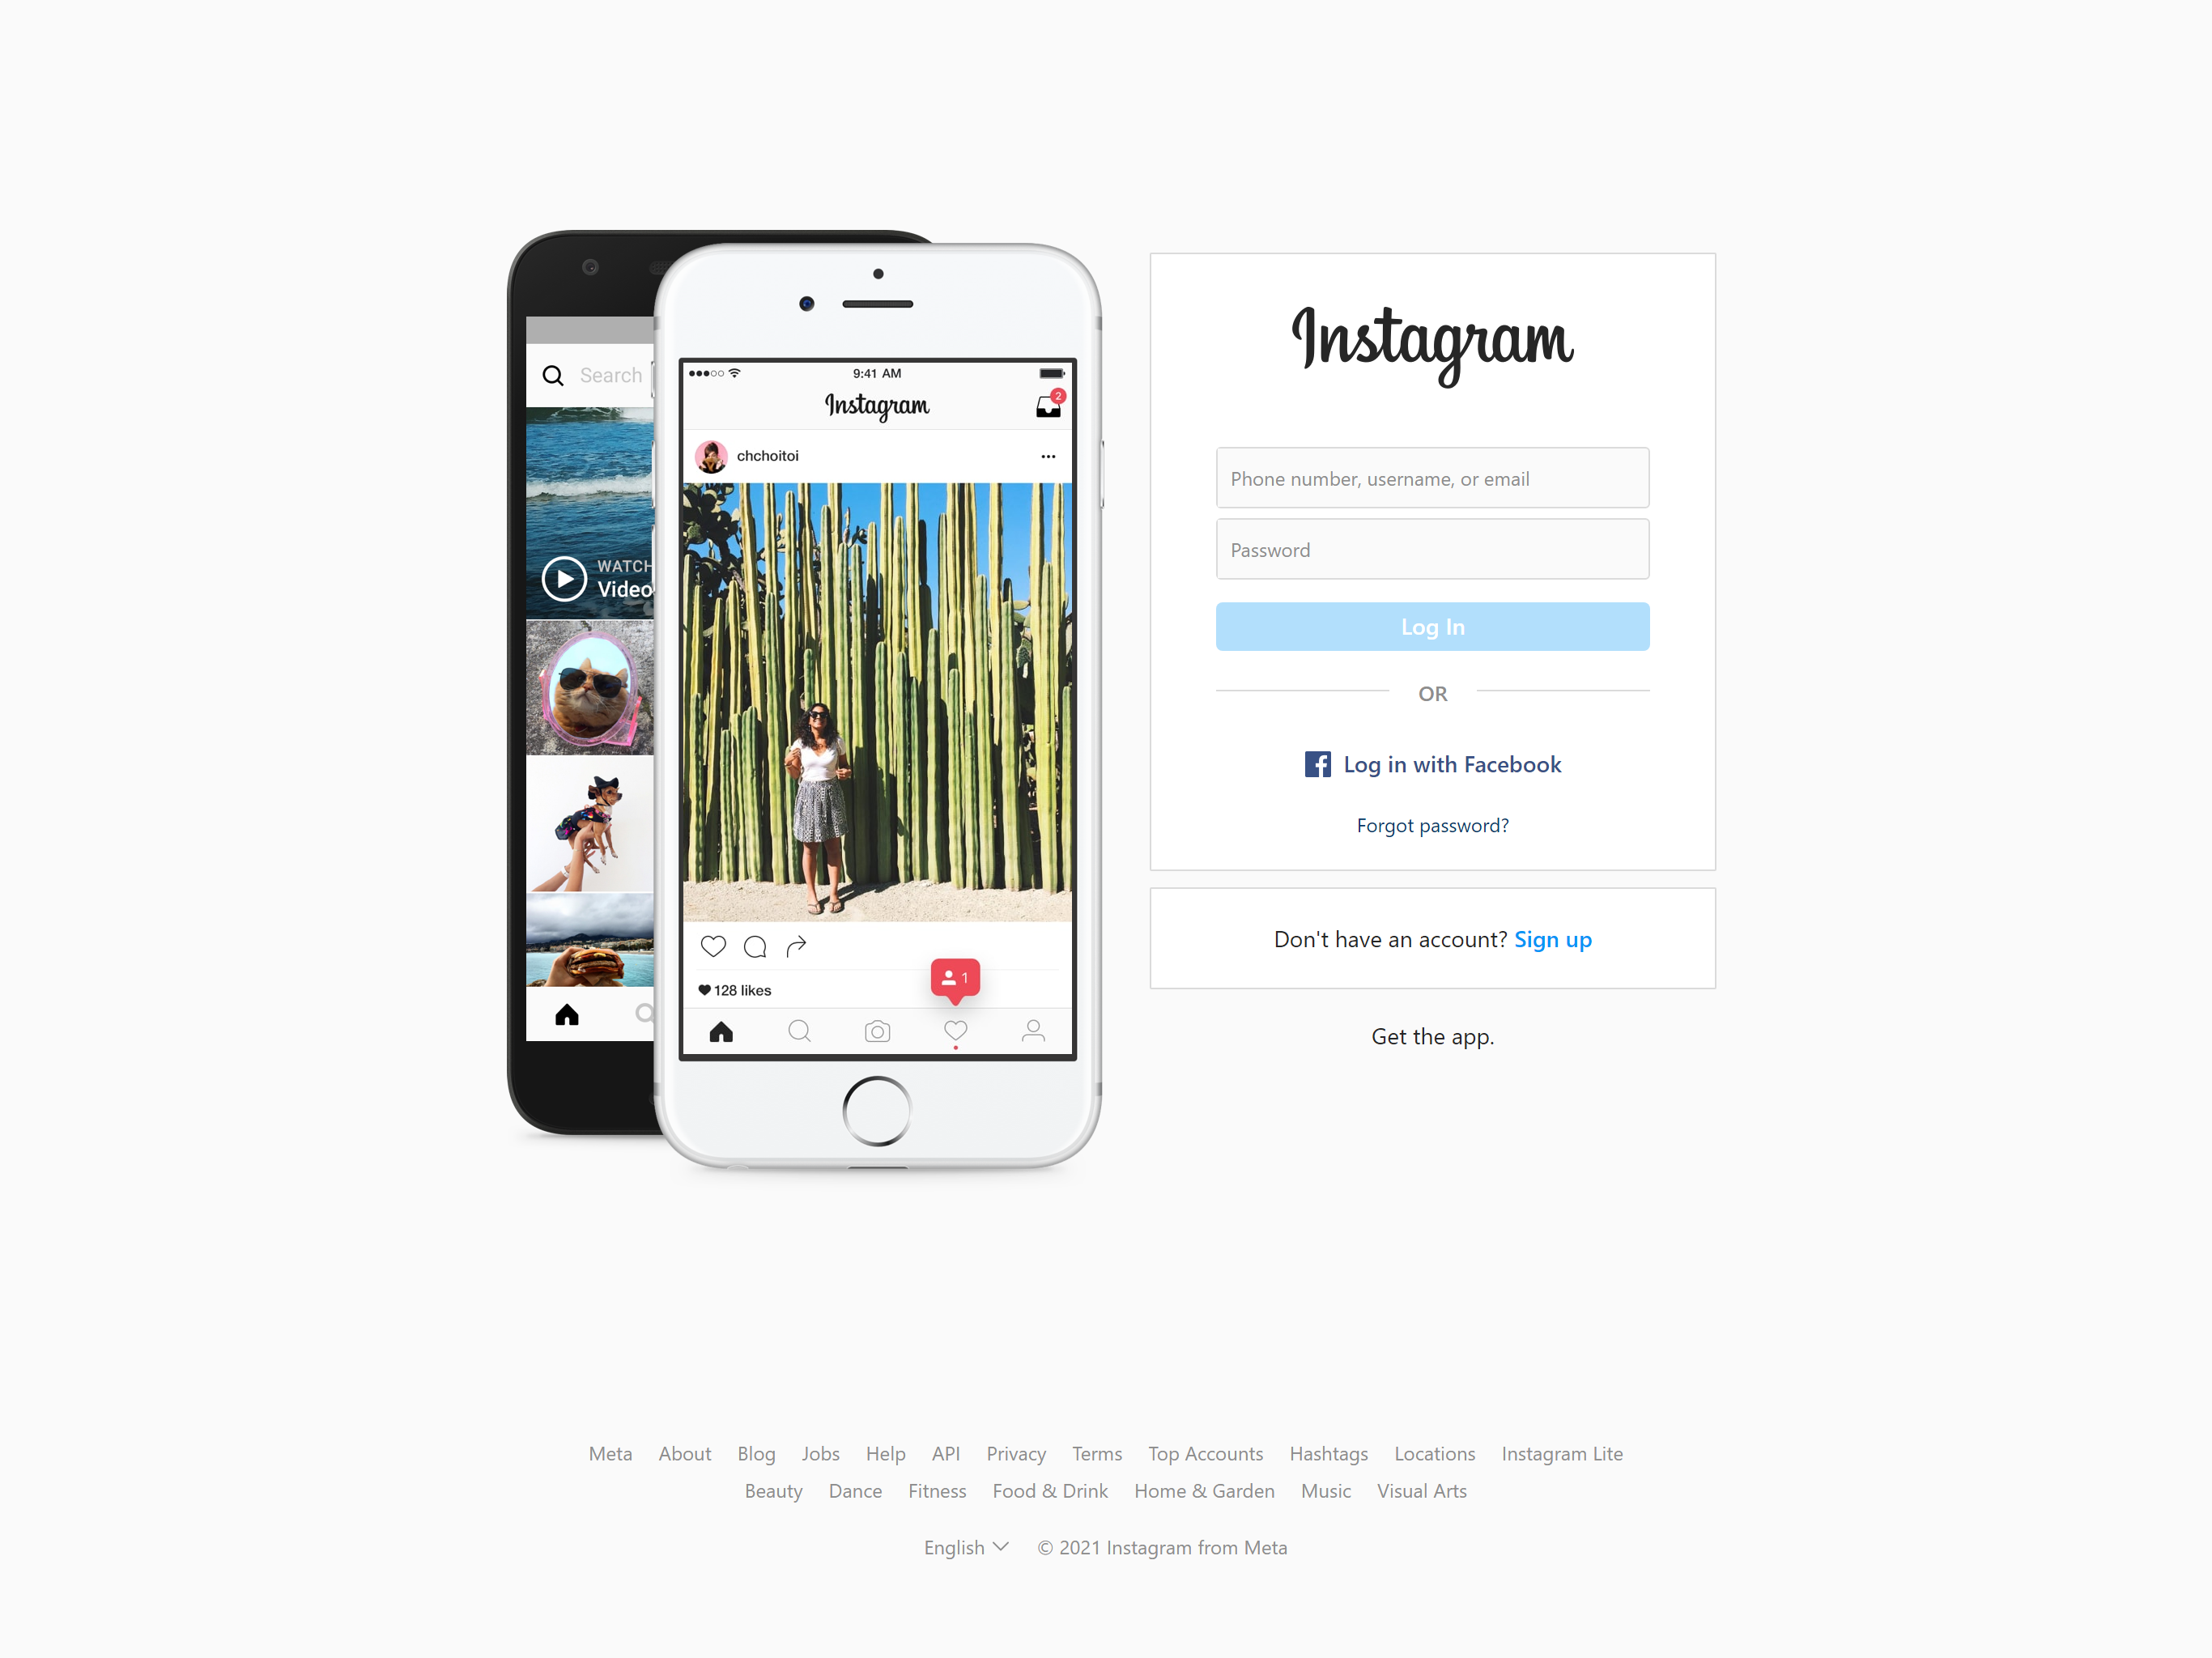 Search
WATCH
Video
9:41 AM
Instagram
2
chchoitoi
1
128 likes
Instagram
Phone number, username, or email
Password
Log In
OR
Log in with Facebook
Forgot password?
Don't have an account? Sign up
Get the app.
Meta About Blog Jobs Help API Privacy Terms Top Accounts Hashtags Locations Instagram Lite
Beauty Dance Fitness Food & Drink Home & Garden Music Visual Arts
English © 2021 Instagram from Meta